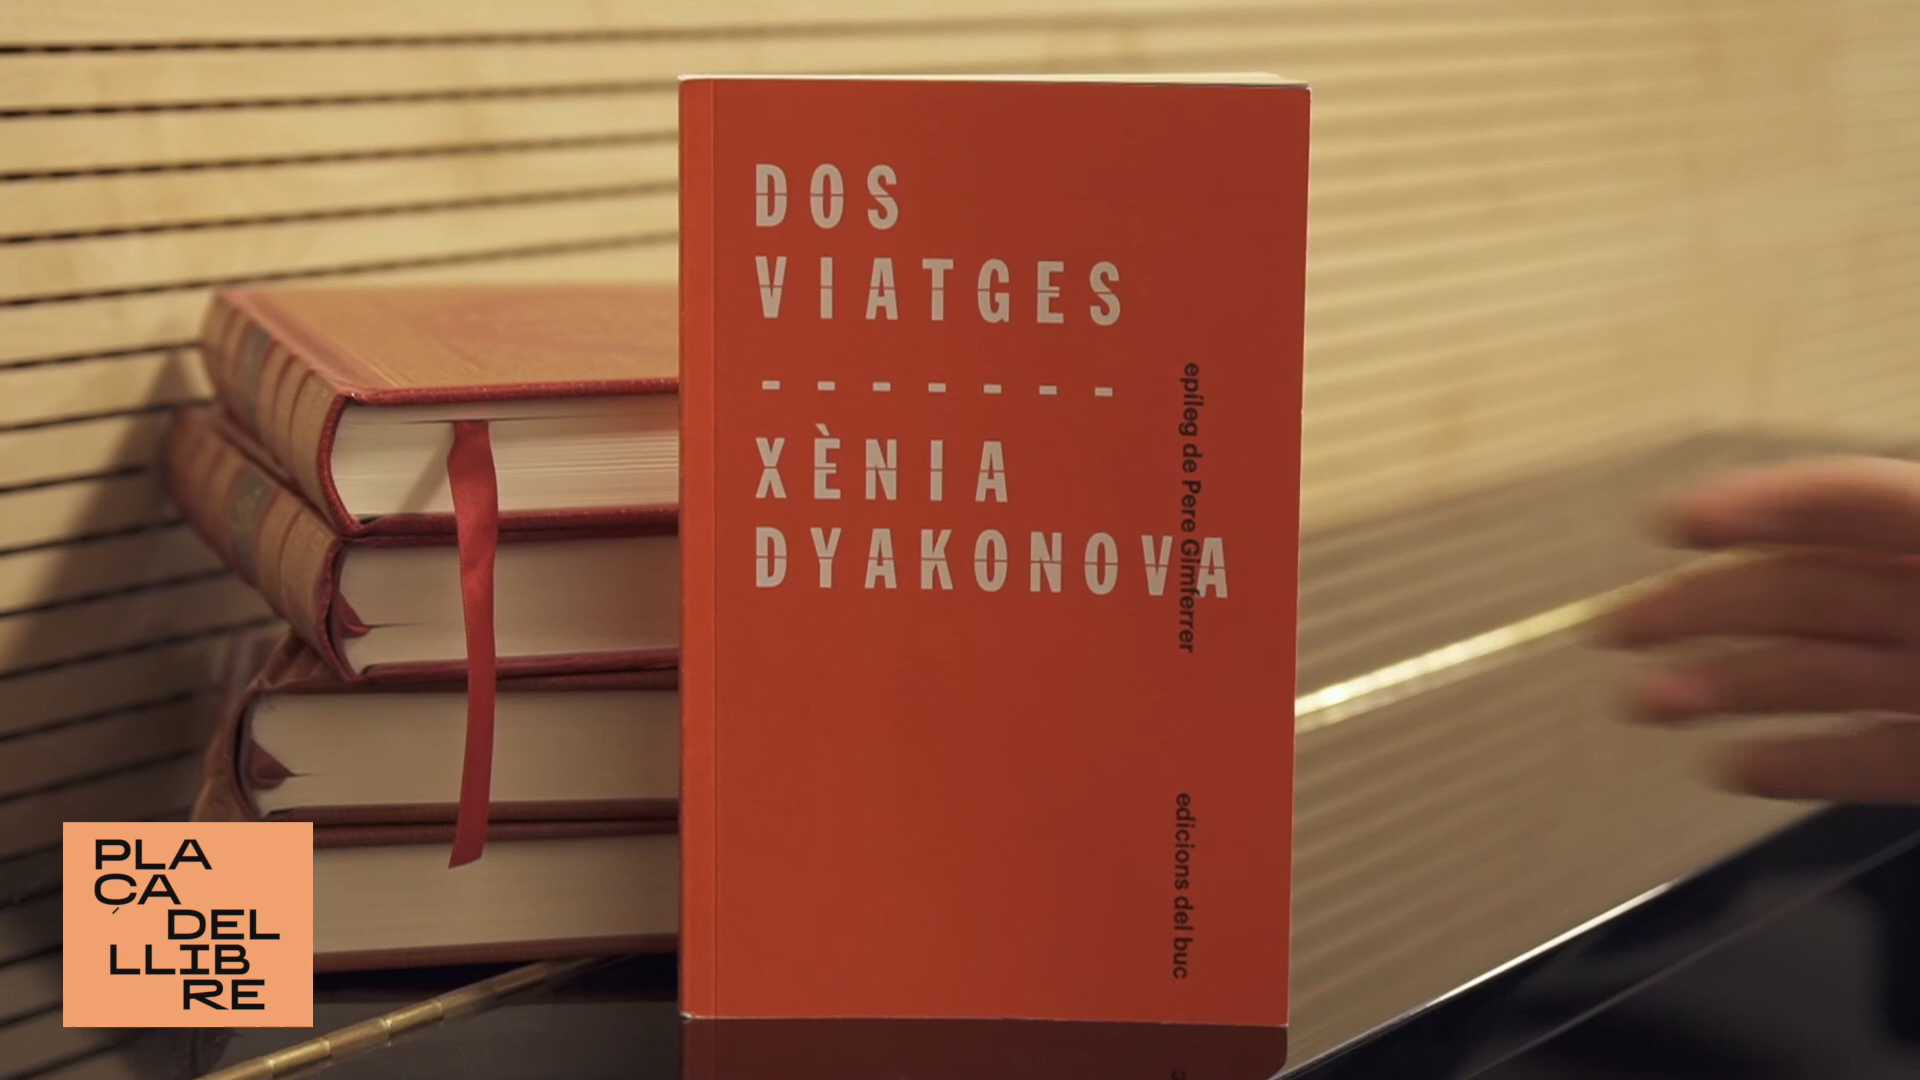 DOS
VIATGES
-------
XÈNIA
DYAKONOVA
epíleg de Pere Gimferrer
edicions del buc
PLA
ÇA
DEL
LLIB
RE